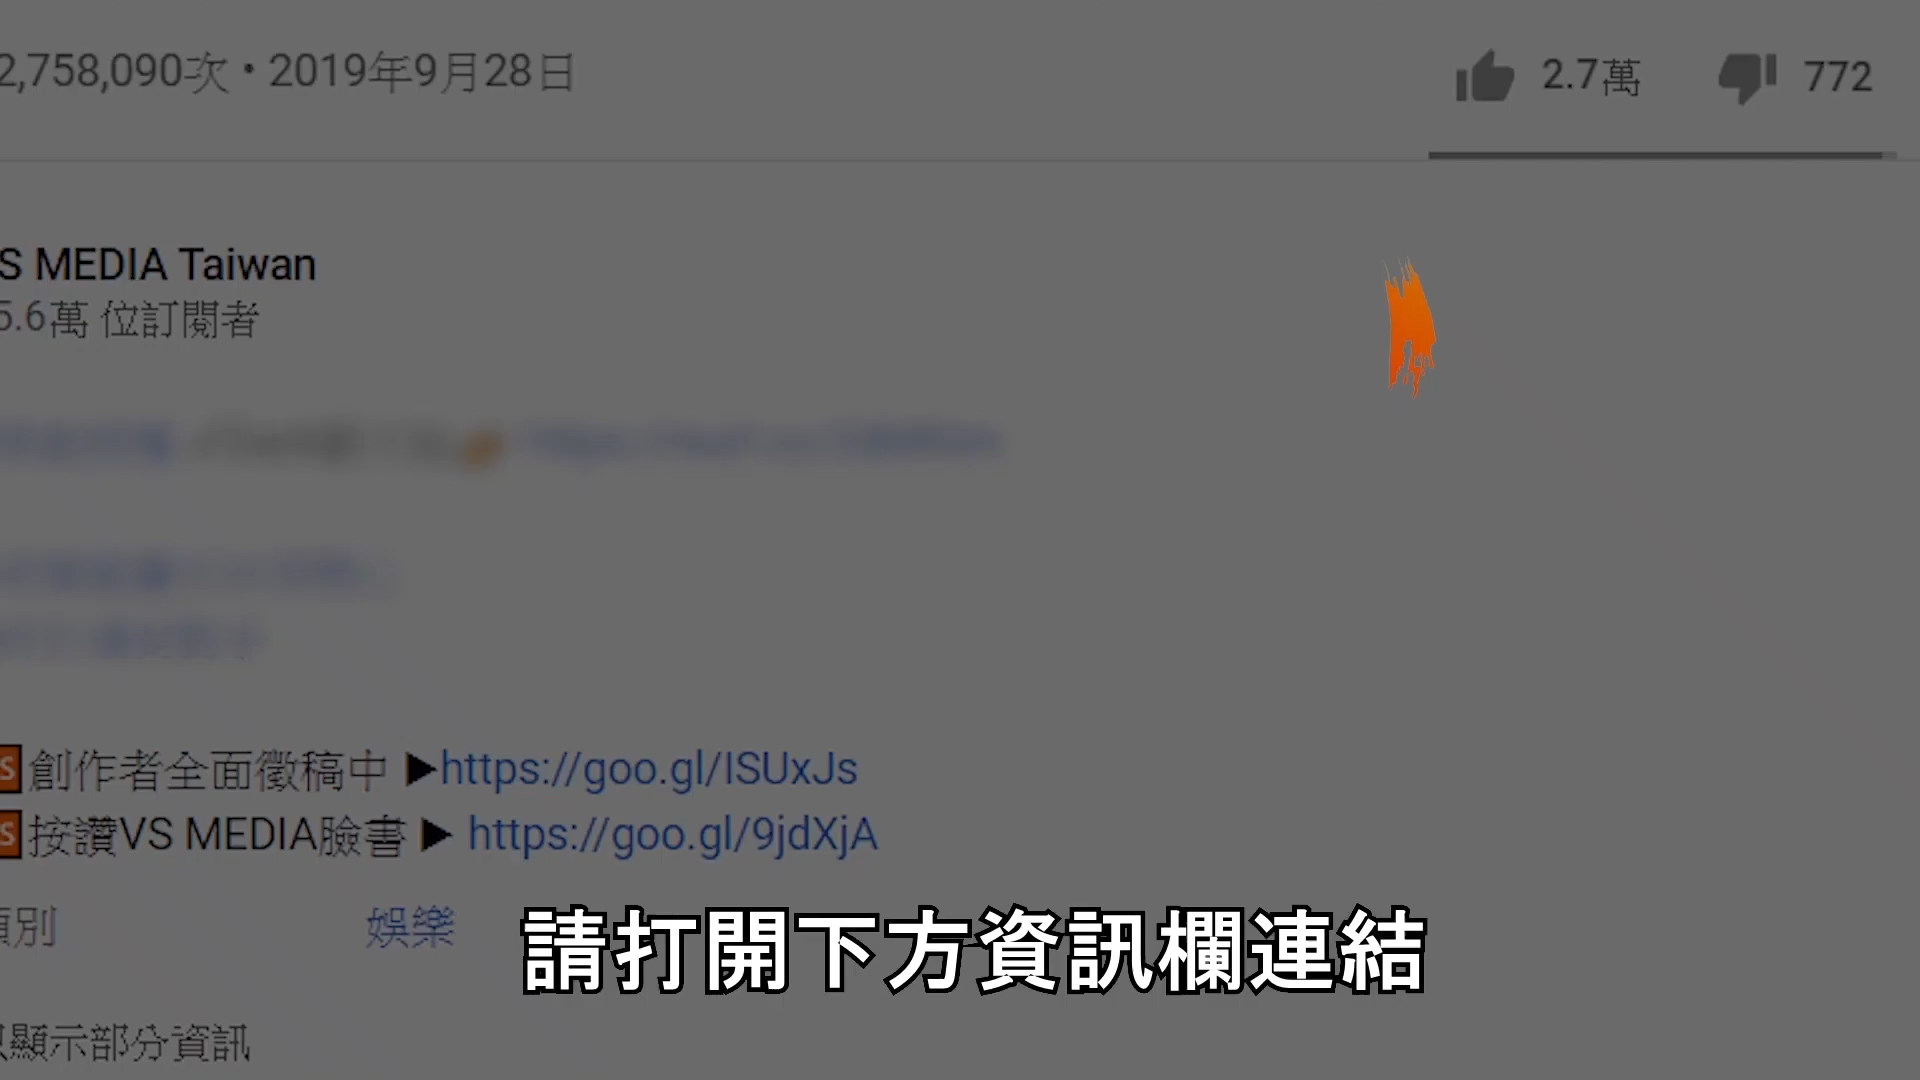 2,758,090次 • 2019年9月28日
2.7萬
772
S MEDIA Taiwan
5.6萬 位訂閱者
S創作者全面徵稿中 ▶https://goo.gl/ISUxJs
S按讚VS MEDIA臉書 ▶ https://goo.gl/9jdXjA
類別 娛樂
請打開下方資訊欄連結
只顯示部分資訊